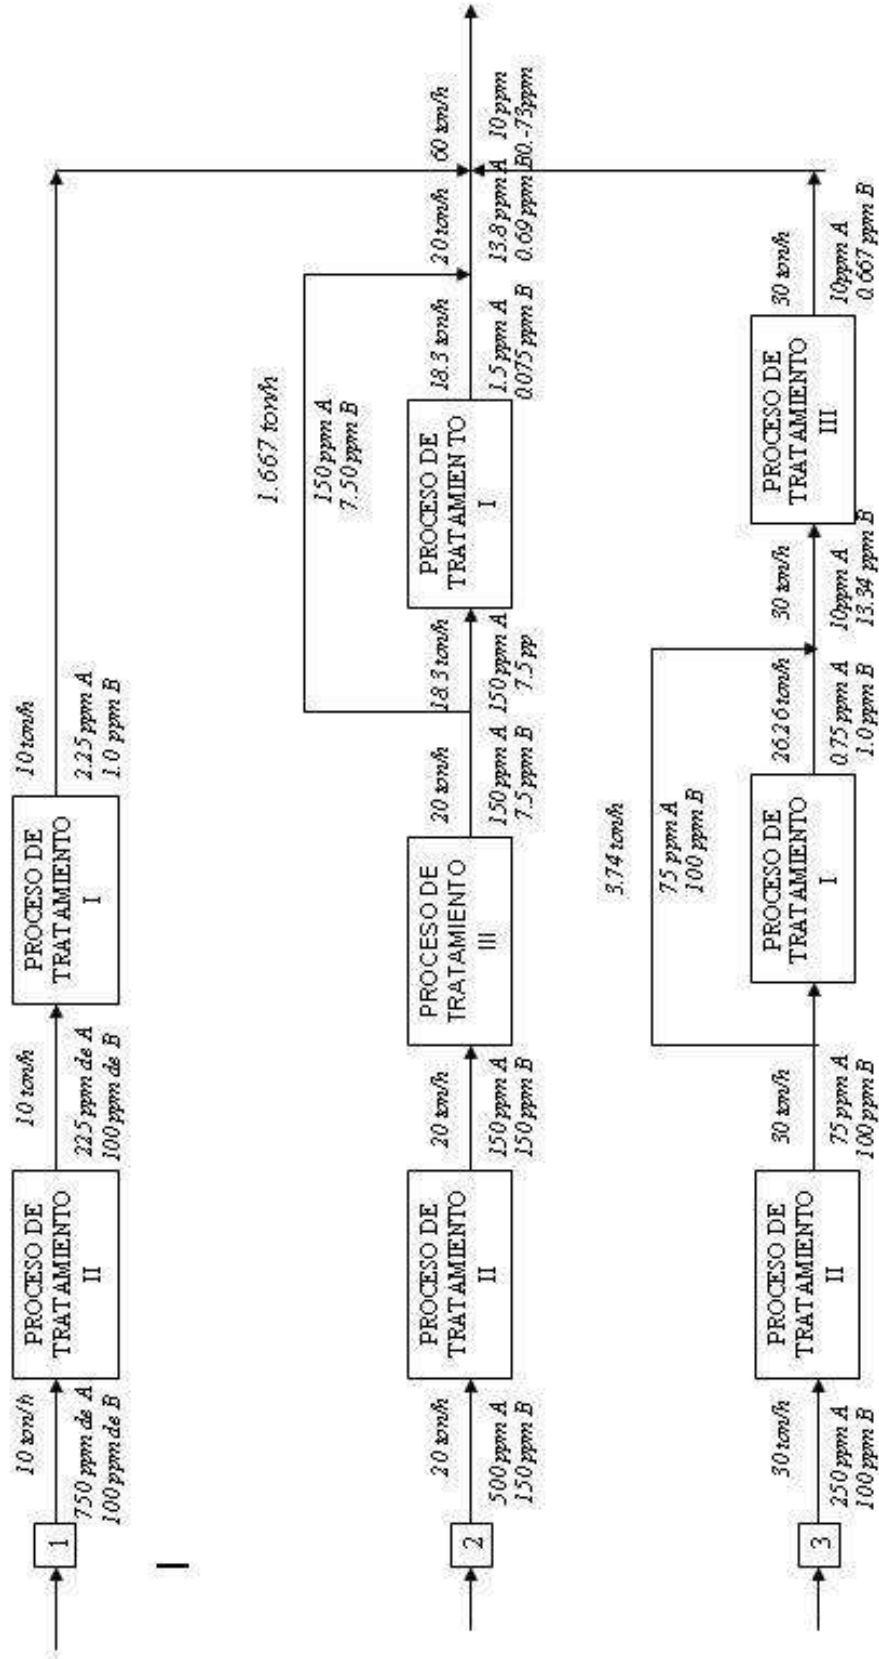 1
10 ton/h
750 ppm de A
100 ppm de B
PROCESO DE
TRATAMIENTO
II
10 ton/h
225 ppm de A
100 ppm de B
PROCESO DE
TRATAMIENTO
I
10 ton/h
2.25 ppm A
1.0 ppm B
2
20 ton/h
500 ppm A
150 ppm B
PROCESO DE
TRATAMIENTO
II
20 ton/h
150 ppm A
150 ppm B
PROCESO DE
TRATAMIENTO
III
20 ton/h
150 ppm A
7.5 ppm B
1.667 ton/h
150 ppm A
7.50 ppm B
18.3 ton/h
150 ppm A
7.5 pp
PROCESO DE
TRATAMIENTO
I
18.3 ton/h
1.5 ppm A
0.075 ppm B
20 ton/h
13.8 ppm A
0.69 ppm B
60 ton/h
10 ppm
0.-73ppm
3
30 ton/h
250 ppm A
100 ppm B
PROCESO DE
TRATAMIENTO
II
30 ton/h
75 ppm A
100 ppm B
3.74 ton/h
75 ppm A
100 ppm B
PROCESO DE
TRATAMIENTO
I
26.26 ton/h
0.75 ppm A
1.0 ppm B
30 ton/h
10ppm A
13.34 ppm B
PROCESO DE
TRATAMIENTO
III
30 ton/h
10ppm A
0.667 ppm B